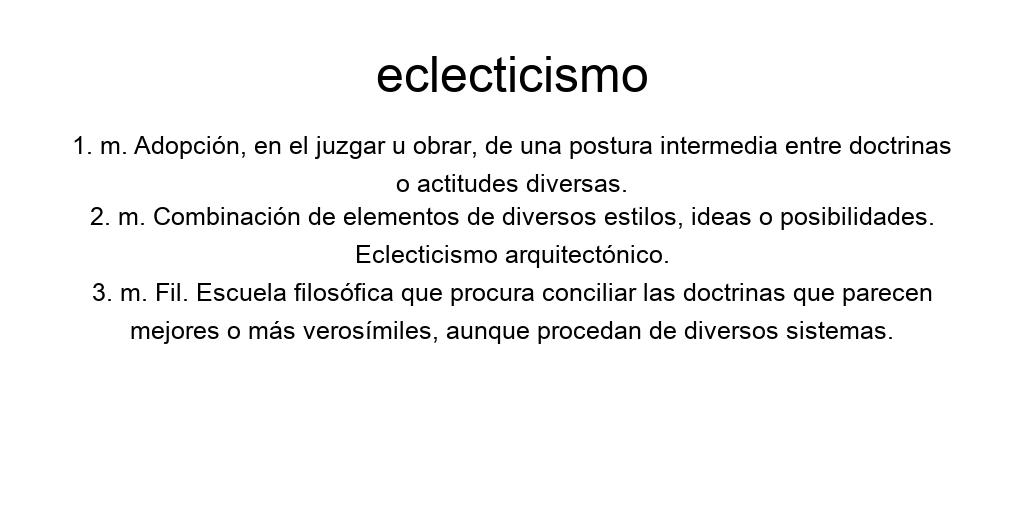 eclecticismo
1. m. Adopción, en el juzgar u obrar, de una postura intermedia entre doctrinas
o actitudes diversas.
2. m. Combinación de elementos de diversos estilos, ideas o posibilidades.
Eclecticismo arquitectónico.
3. m. Fil. Escuela filosófica que procura conciliar las doctrinas que parecen
mejores o más verosímiles, aunque procedan de diversos sistemas.